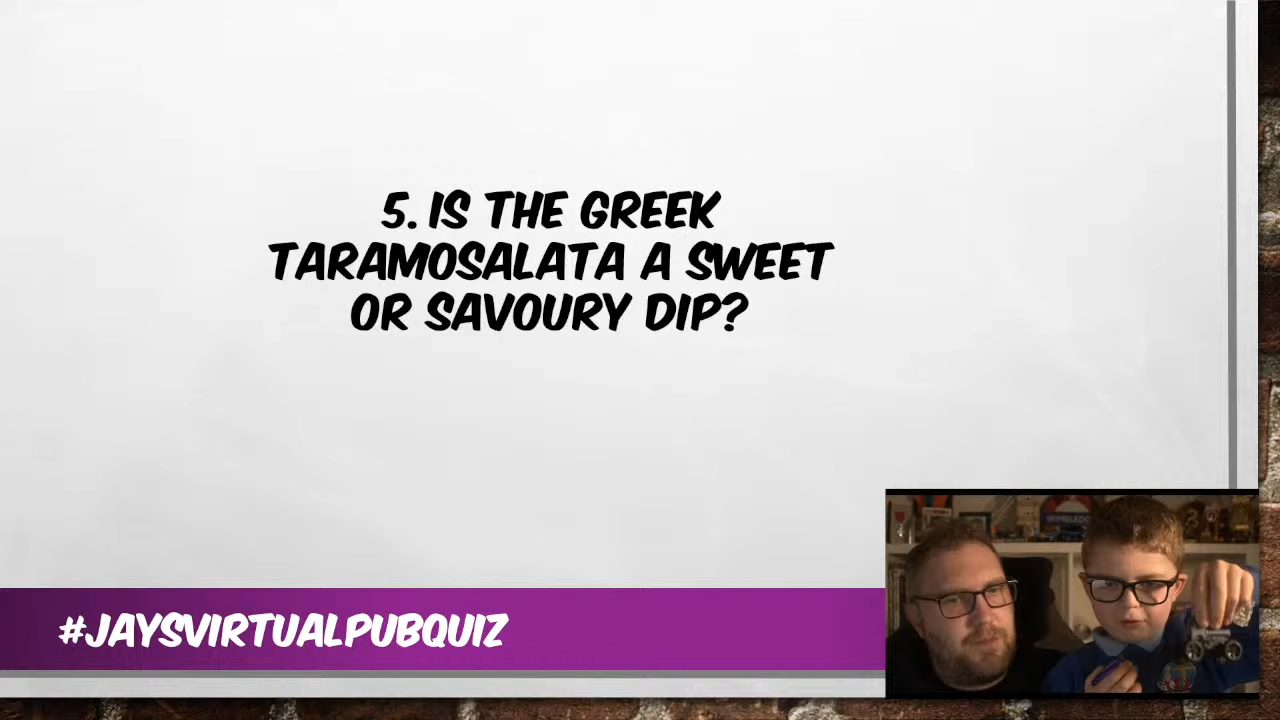 5. IS THE GREEK
TARAMOSALATA A SWEET
OR SAVOURY DIP?
#JAYSVIRTUALPUBQUIZ